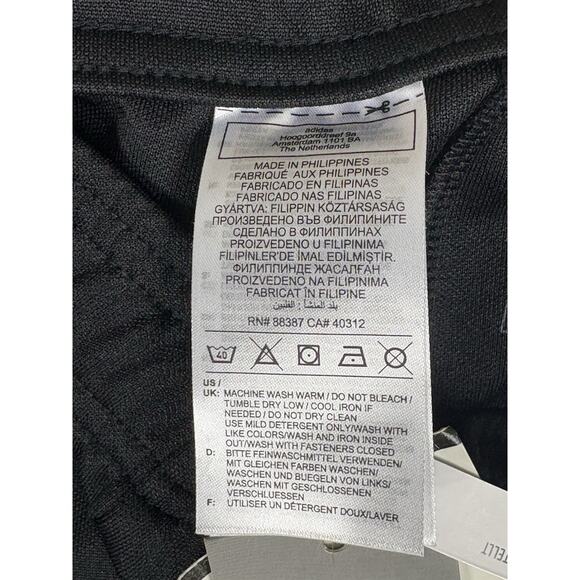 adidas
Hoogoorddreef 9a
Amsterdam 1101 BA
The Netherlands
MADE IN PHILIPPINES
FABRIQUÉ AUX PHILIPPINES
FABRICADO EN FILIPINAS
FABRICADO NAS FILIPINAS
GYÁRTVA: FILIPPIN KÖZTÁRSASÁG
ПРОИЗВЕДЕНО ВЪВ ФИЛИПИНИТЕ
СДЕЛАНО В ФИЛИППИНАХ
PROIZVEDENO U FILIPINIMA
FİLİPİNLER'DE İMAL EDİLMİŞTİR.
ФИЛИППИНДЕ ЖАСАЛҒАН
PROIZVEDENO NA FILIPINIMA
FABRICAT ÎN FILIPINE
بلد المنشأ : الفلبين
RN# 88387 CA# 40312
40
US /
UK: MACHINE WASH WARM / DO NOT BLEACH /
TUMBLE DRY LOW / COOL IRON IF
NEEDED / DO NOT DRY CLEAN
USE MILD DETERGENT ONLY/WASH WITH
LIKE COLORS/WASH AND IRON INSIDE
OUT/WASH WITH FASTENERS CLOSED
D: BITTE FEINWASCHMITTEL VERWENDEN/
MIT GLEICHEN FARBEN WASCHEN/
WASCHEN UND BUEGELN VON LINKS/
WASCHEN MIT GESCHLOSSENEN
VERSCHLUESSEN
F: UTILISER UN DÉTERGENT DOUX/LAVER
TELLT